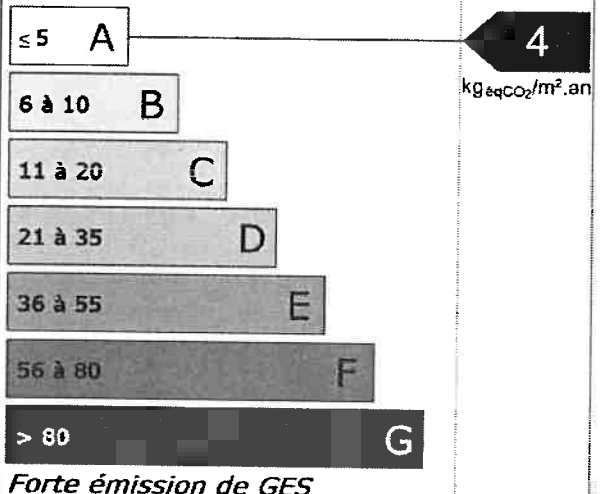 ≤ 5 A
4
kg éqCO₂/m².an
6 à 10 B
11 à 20 C
21 à 35 D
36 à 55 E
56 à 80 F
> 80 G
Forte émission de GES